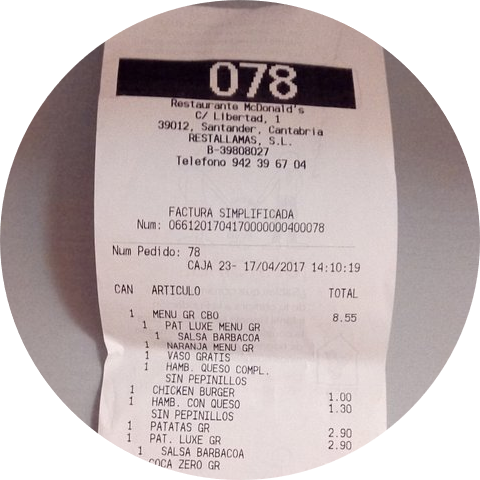 078
Restaurante McDonald's
C/ Libertad, 1
39012, Santander, Cantabria
RESTALLAMAS, S.L.
B-39808027
Telefono 942 39 67 04
FACTURA SIMPLIFICADA
Num: 0661201704170000000400078
Num Pedido: 78
CAJA 23- 17/04/2017 14:10:19
CAN ARTICULO TOTAL
1 MENU GR CBO 8.55
1 PAT LUXE MENU GR
1 SALSA BARBACOA
1 NARANJA MENU GR
1 VASO GRATIS
1 HAMB. QUESO COMPL.
SIN PEPINILLOS
1 CHICKEN BURGER 1.00
1 HAMB. CON QUESO 1.30
SIN PEPINILLOS
1 PATATAS GR 2.90
1 PAT. LUXE GR 2.90
1 SALSA BARBACOA
COCA ZERO GR